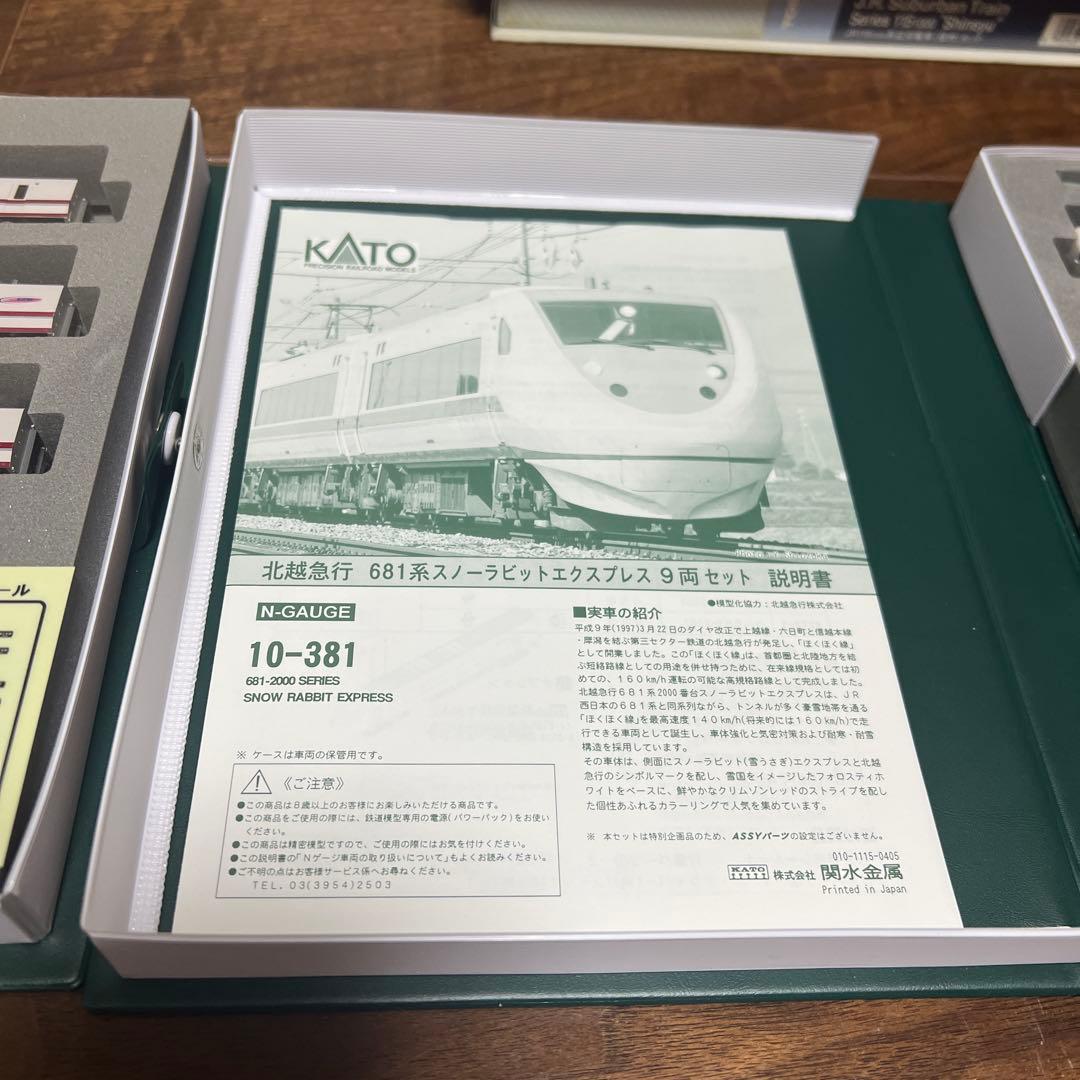 J.R. Suburban Train
KATO
PRECISION RAILROAD MODELS
北越急行 681系スノーラビットエクスプレス 9両セット 説明書
N-GAUGE
10-381
681-2000 SERIES
SNOW RABBIT EXPRESS
※ ケースは車両の保管用です。
《ご注意》
●この商品は8歳以上のお客様にお楽しみいただける商品です。
●この商品をご使用の際には、鉄道模型専用の電源(パワーパック)をお使い
ください。
●この商品は精密模型ですので、ご使用の際にはお気を付けください。
●この説明書の「Nゲージ車両の取り扱いについて」もよくお読みください。
●ご不明の点はお客様サービス係へお尋ねください。
TEL. 03(3954)2503
●模型化協力：北越急行株式会社
■実車の紹介
平成9年(1997)3月22日のダイヤ改正で上越線・六日町と信越本線
・犀潟を結ぶ第三セクター鉄道の北越急行が発足し、「ほくほく線」
として開業しました。この「ほくほく線」は、首都圏と北陸地方を結
ぶ短絡路線としての用途を併せ持つために、在来線規格としては初
めての、160km/h運転の可能な高規格路線として完成しました。
北越急行681系2000番台スノーラビットエクスプレスは、JR
西日本の681系と同系列ながら、トンネルが多く豪雪地帯を通る
「ほくほく線」を最高速度140km/h(将来的には160km/h)で走
行できる車両として誕生し、車体強化と気密対策および耐寒・耐雪
構造を採用しています。
その車体は、側面にスノーラビット(雪うさぎ)エクスプレスと北越
急行のシンボルマークを配し、雪国をイメージしたフォロスティホ
ワイトをベースに、鮮やかなクリムゾンレッドのストライプを配し
た個性あふれるカラーリングで人気を集めています。
※ 本セットは特別企画品のため、ASSYパーツの設定はございません。
010-1115-0405
KATO 株式会社 関水金属
Printed in Japan
ール